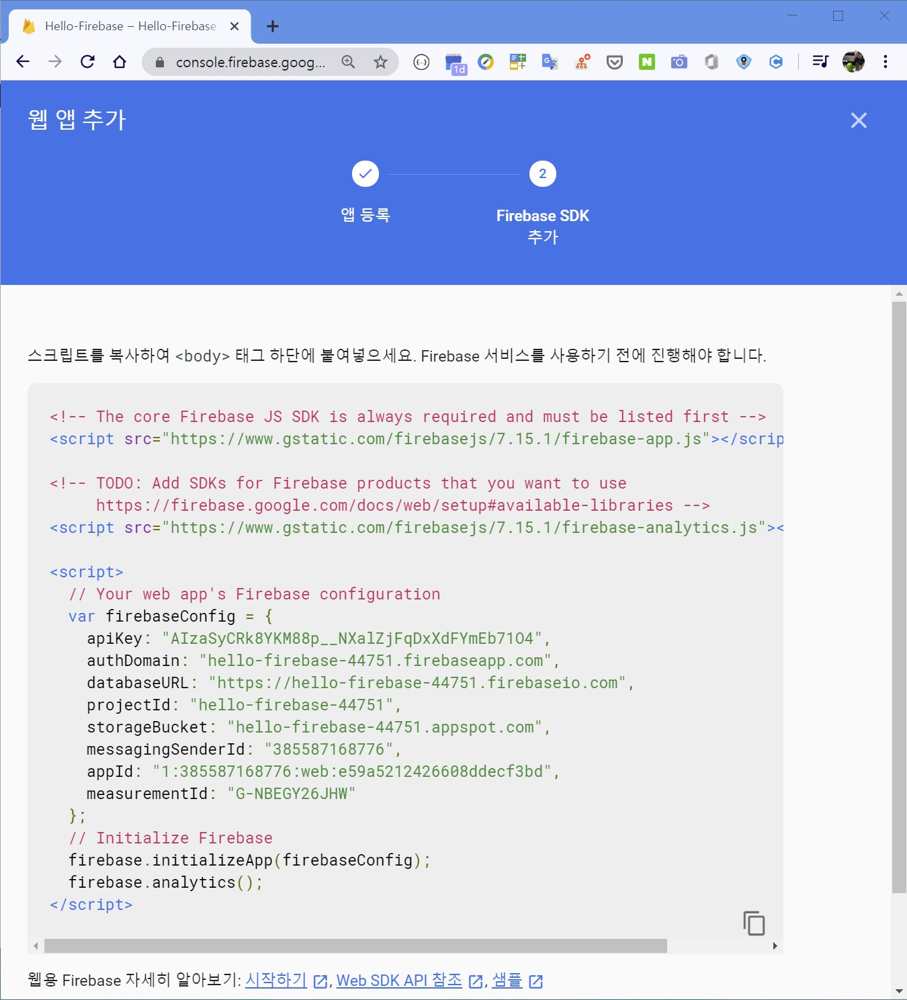 Hello-Firebase – Hello-Firebase
console.firebase.goog...
1d
웹 앱 추가
2
앱 등록
Firebase SDK
추가
스크립트를 복사하여 <body> 태그 하단에 붙여넣으세요. Firebase 서비스를 사용하기 전에 진행해야 합니다.
<!-- The core Firebase JS SDK is always required and must be listed first -->
<script src="https://www.gstatic.com/firebasejs/7.15.1/firebase-app.js"></scrip
<!-- TODO: Add SDKs for Firebase products that you want to use
https://firebase.google.com/docs/web/setup#available-libraries -->
<script src="https://www.gstatic.com/firebasejs/7.15.1/firebase-analytics.js"><
<script>
// Your web app's Firebase configuration
var firebaseConfig = {
apiKey: "AIzaSyCRk8YKM88p__NXalZjFqDxXdFYmEb71O4",
authDomain: "hello-firebase-44751.firebaseapp.com",
databaseURL: "https://hello-firebase-44751.firebaseio.com",
projectId: "hello-firebase-44751",
storageBucket: "hello-firebase-44751.appspot.com",
messagingSenderId: "385587168776",
appId: "1:385587168776:web:e59a5212426608ddecf3bd",
measurementId: "G-NBEGY26JHW"
};
// Initialize Firebase
firebase.initializeApp(firebaseConfig);
firebase.analytics();
</script>
웹용 Firebase 자세히 알아보기: 시작하기, Web SDK API 참조, 샘플